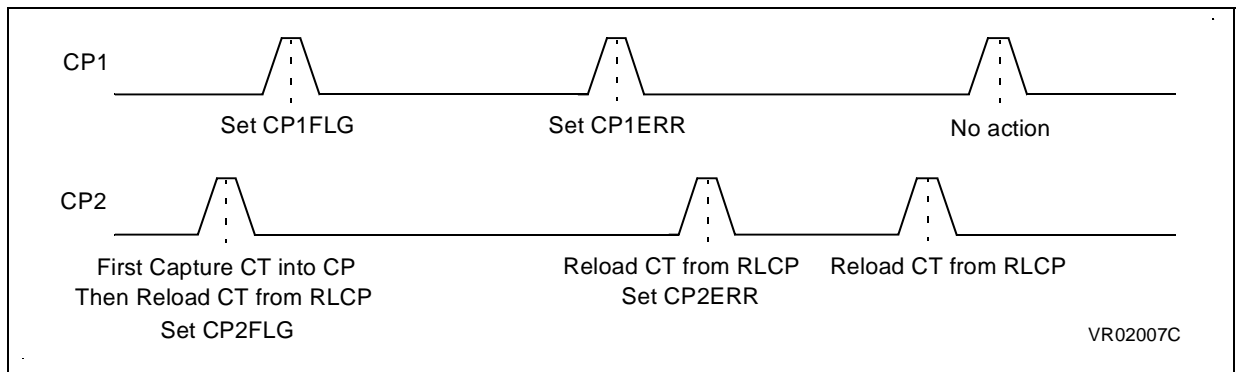 CP1
Set CP1FLG
Set CP1ERR
No action
CP2
First Capture CT into CP
Then Reload CT from RLCP
Set CP2FLG
Reload CT from RLCP
Set CP2ERR
Reload CT from RLCP
VR02007C